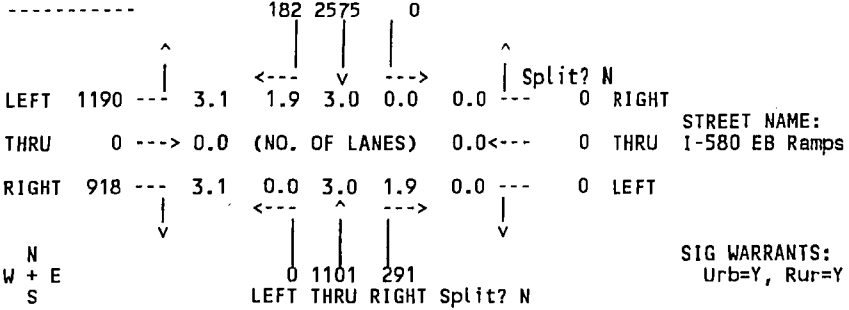 -----------
182 2575 0
^ ^
<--- v ---> | Split? N
LEFT 1190 --- 3.1 1.9 3.0 0.0 0.0 --- 0 RIGHT
STREET NAME:
THRU 0 ---> 0.0 (NO. OF LANES) 0.0<--- 0 THRU I-580 EB Ramps
RIGHT 918 --- 3.1 0.0 3.0 1.9 0.0 --- 0 LEFT
<--- ^ --->
v v
N SIG WARRANTS:
W + E 0 1101 291 Urb=Y, Rur=Y
S LEFT THRU RIGHT Split? N